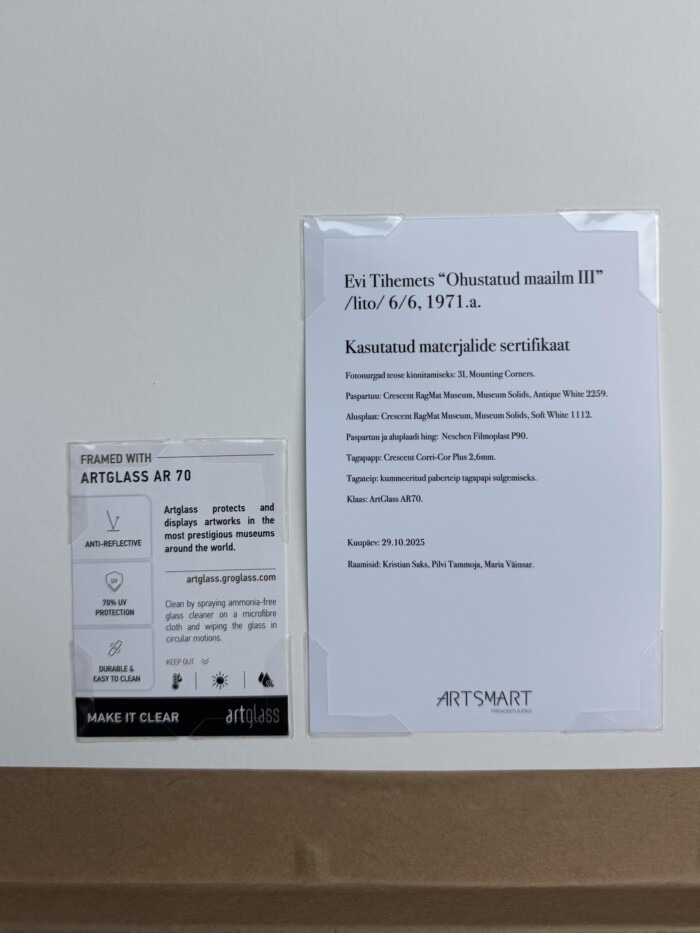 Evi Tihemets “Ohustatud maailm III”
/lito/ 6/6, 1971.a.
Kasutatud materjalide sertifikaat
Fotonurgad teose kinnitamiseks: 3L Mounting Corners.
Paspartuu: Crescent RagMat Museum, Museum Solids, Antique White 2259.
Alusplaat: Crescent RagMat Museum, Museum Solids, Soft White 1112.
Paspartuu ja aluplaadi hing: Neschen Filmoplast P90.
Tagapapp: Crescent Corri-Cor Plus 2,6mm.
Tagateip: kummeeritud paberteip tagapapi sulgemiseks.
Klaas: ArtGlass AR70.
Kuupäev: 29.10.2025
Raamisid: Kristian Saks, Pilvi Tammoja, Maria Väinsar.
ARTSMART
FRAMED WITH
ARTGLASS AR 70
ANTI-REFLECTIVE
UV
70% UV
PROTECTION
DURABLE &
EASY TO CLEAN
Artglass protects and
displays artworks in the
most prestigious museums
around the world.
artglass.groglass.com
Clean by spraying ammonia-free
glass cleaner on a microfibre
cloth and wiping the glass in
circular motions.
KEEP OUT
MAKE IT CLEAR
artglass